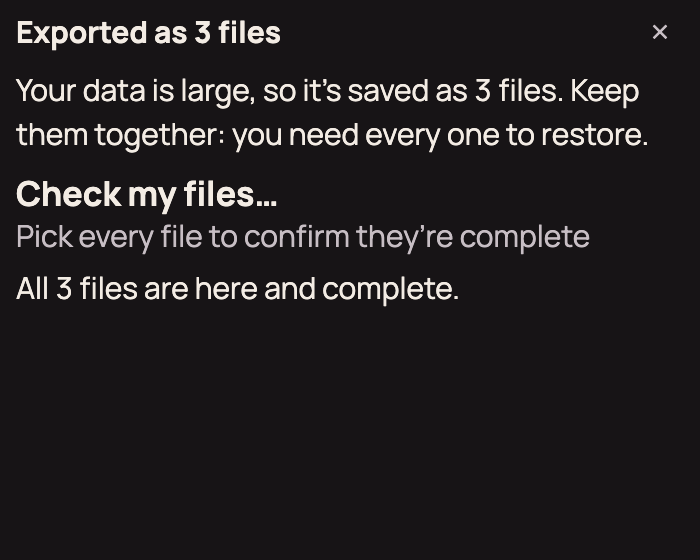 Exported as 3 files
Your data is large, so it’s saved as 3 files. Keep
them together: you need every one to restore.
Check my files…
Pick every file to confirm they’re complete
All 3 files are here and complete.